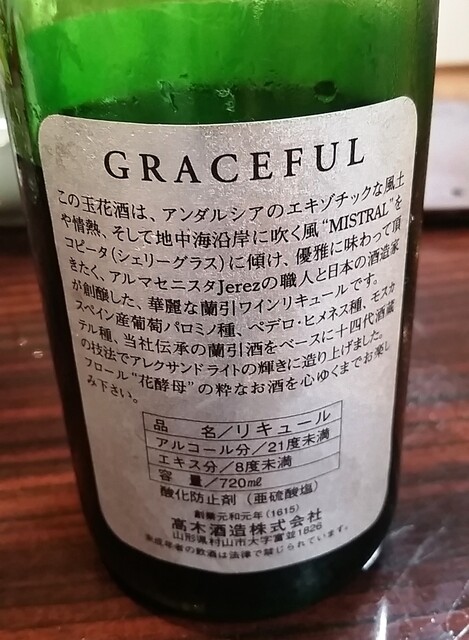 GRACEFUL
この玉花酒は、アンダルシアのエキゾチックな風土
や情熱、そして地中海沿岸に吹く風“MISTRAL”を
コピータ(シェリーグラス)に傾け、優雅に味わって頂
きたく、アルマセニスタJerezの職人と日本の酒造家
が創醸した、華麗な蘭引ワインリキュールです。
スペイン産葡萄パロミノ種、ペデロ・ヒメネス種、モスカ
テル種、当社伝承の蘭引酒をベースに十四代酒蔵
の技法でアレクサンドライトの輝きに造り上げました。
フロール“花酵母”の粋なお酒を心ゆくまでお楽し
み下さい。
品 名/リキュール
アルコール分/21度未満
エキス分/8度未満
容 量/720㎖
酸化防止剤(亜硫酸塩)
創業元和元年(1615)
高木酒造株式会社
山形県村山市大字富並1826
未成年者の飲酒は法律で禁じられています。